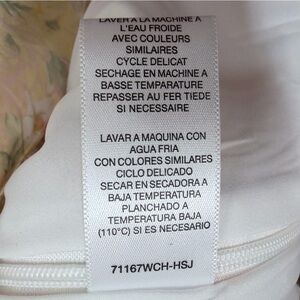 LAVER A LA MACHINE A
L'EAU FROIDE
AVEC COULEURS
SIMILAIRES
CYCLE DELICAT
SECHAGE EN MACHINE A
BASSE TEMPARATURE
REPASSER AU FER TIEDE
SI NECESSAIRE
LAVAR A MAQUINA CON
AGUA FRIA
CON COLORES SIMILARES
CICLO DELICADO
SECAR EN SECADORA A
BAJA TEMPERATURA
PLANCHADO A
TEMPERATURA BAJA
(110°C) SI ES NECESARIO
71167WCH-HSJ